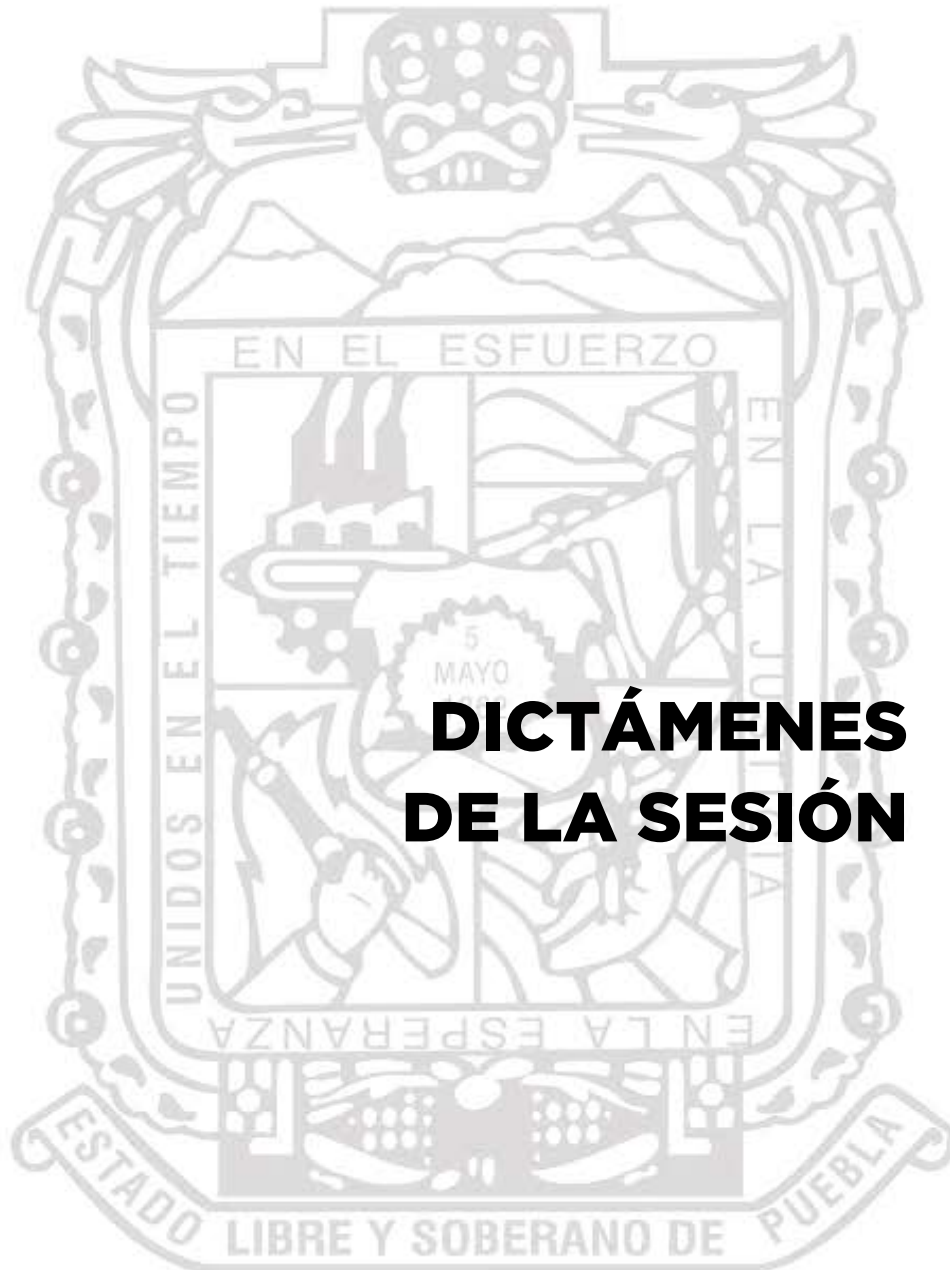 EN EL ESFUERZO
EN LA
UNIDOS EN EL TIEMPO
5
MAYO
DICTÁMENES
DE LA SESIÓN
EN LA ESPERANZA
ESTADO LIBRE Y SOBERANO DE PUEBLA